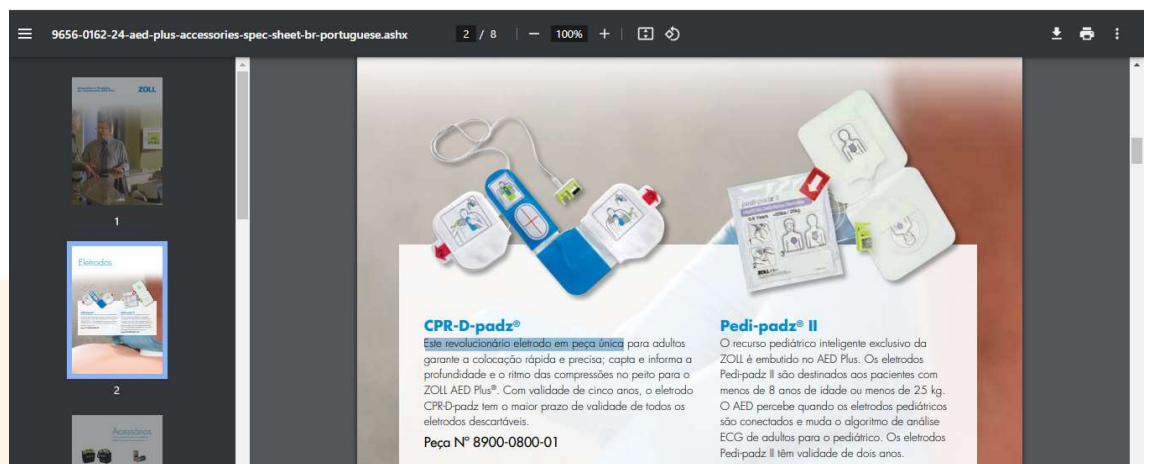 9656-0162-24-aed-plus-accessories-spec-sheet-br-portuguese.ashx
2 / 8
100%
ZOLL
1
Eletrodos
2
Acessórios
pedi-padz II
CPR-D-padz®
Este revolucionário eletrodo em peça única para adultos
garante a colocação rápida e precisa; capta e informa a
profundidade e o ritmo das compressões no peito para o
ZOLL AED Plus®. Com validade de cinco anos, o eletrodo
CPR-D-padz tem o maior prazo de validade de todos os
eletrodos descartáveis.
Peça Nº 8900-0800-01
Pedi-padz® II
O recurso pediátrico inteligente exclusivo da
ZOLL é embutido no AED Plus. Os eletrodos
Pedi-padz II são destinados aos pacientes com
menos de 8 anos de idade ou menos de 25 kg.
O AED percebe quando os eletrodos pediátricos
são conectados e muda o algoritmo de análise
ECG de adultos para o pediátrico. Os eletrodos
Pedi-padz II têm validade de dois anos.